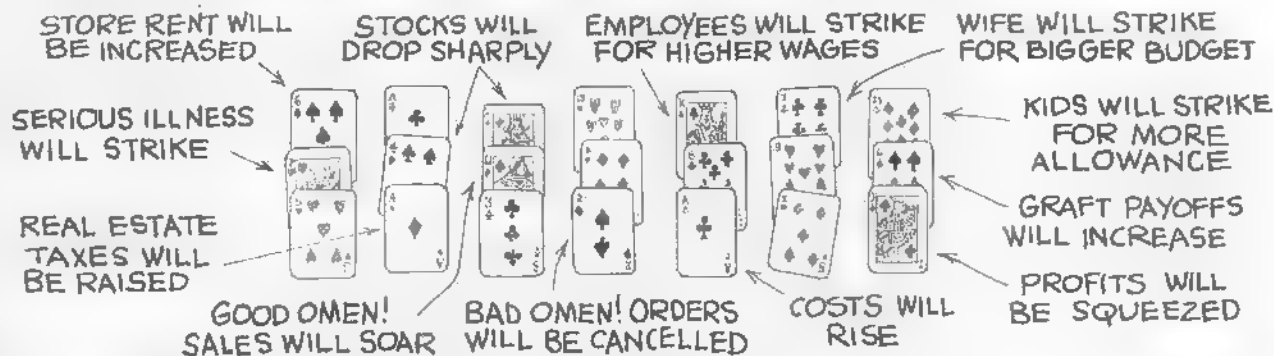 STORE RENT WILL
BE INCREASED
STOCKS WILL
DROP SHARPLY
EMPLOYEES WILL STRIKE
FOR HIGHER WAGES
WIFE WILL STRIKE
FOR BIGGER BUDGET
SERIOUS ILLNESS
WILL STRIKE
KIDS WILL STRIKE
FOR MORE
ALLOWANCE
REAL ESTATE
TAXES WILL
BE RAISED
GRAFT PAYOFFS
WILL INCREASE
GOOD OMEN!
SALES WILL SOAR
BAD OMEN! ORDERS
WILL BE CANCELLED
COSTS WILL
RISE
PROFITS WILL
BE SQUEEZED